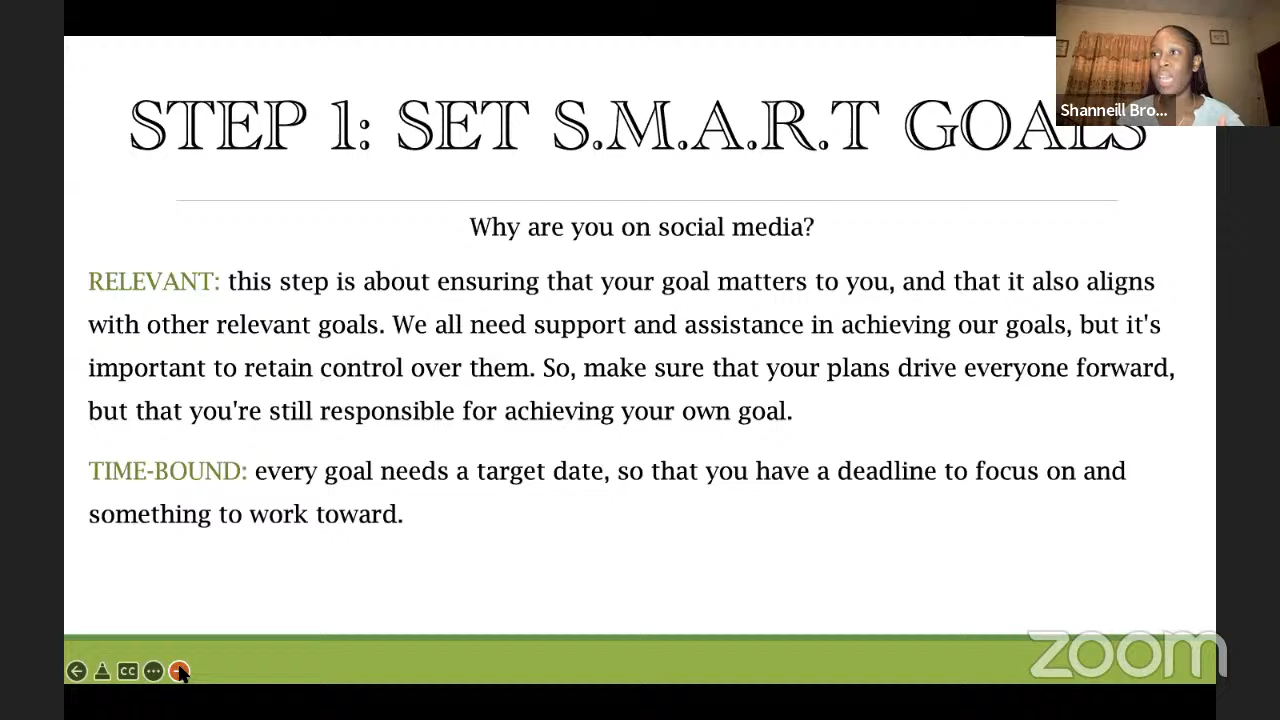 STEP 1: SET S.M.A.R.T GOALS
Shanneill Bro...
Why are you on social media?
RELEVANT: this step is about ensuring that your goal matters to you, and that it also aligns
with other relevant goals. We all need support and assistance in achieving our goals, but it's
important to retain control over them. So, make sure that your plans drive everyone forward,
but that you're still responsible for achieving your own goal.
TIME-BOUND: every goal needs a target date, so that you have a deadline to focus on and
something to work toward.
CC
zoom